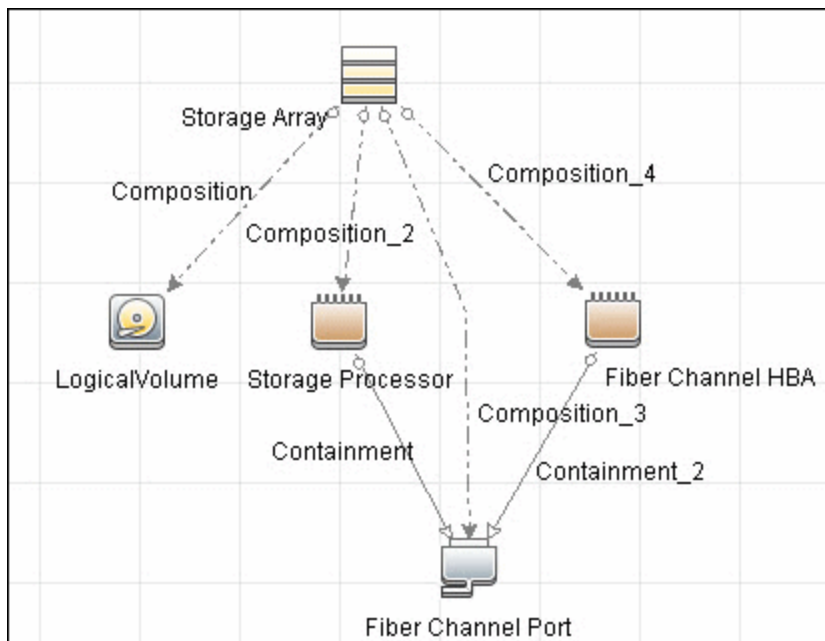 Storage Array
Composition
Composition_4
Composition_2
LogicalVolume
Storage Processor
Fiber Channel HBA
Composition_3
Containment
Containment_2
Fiber Channel Port